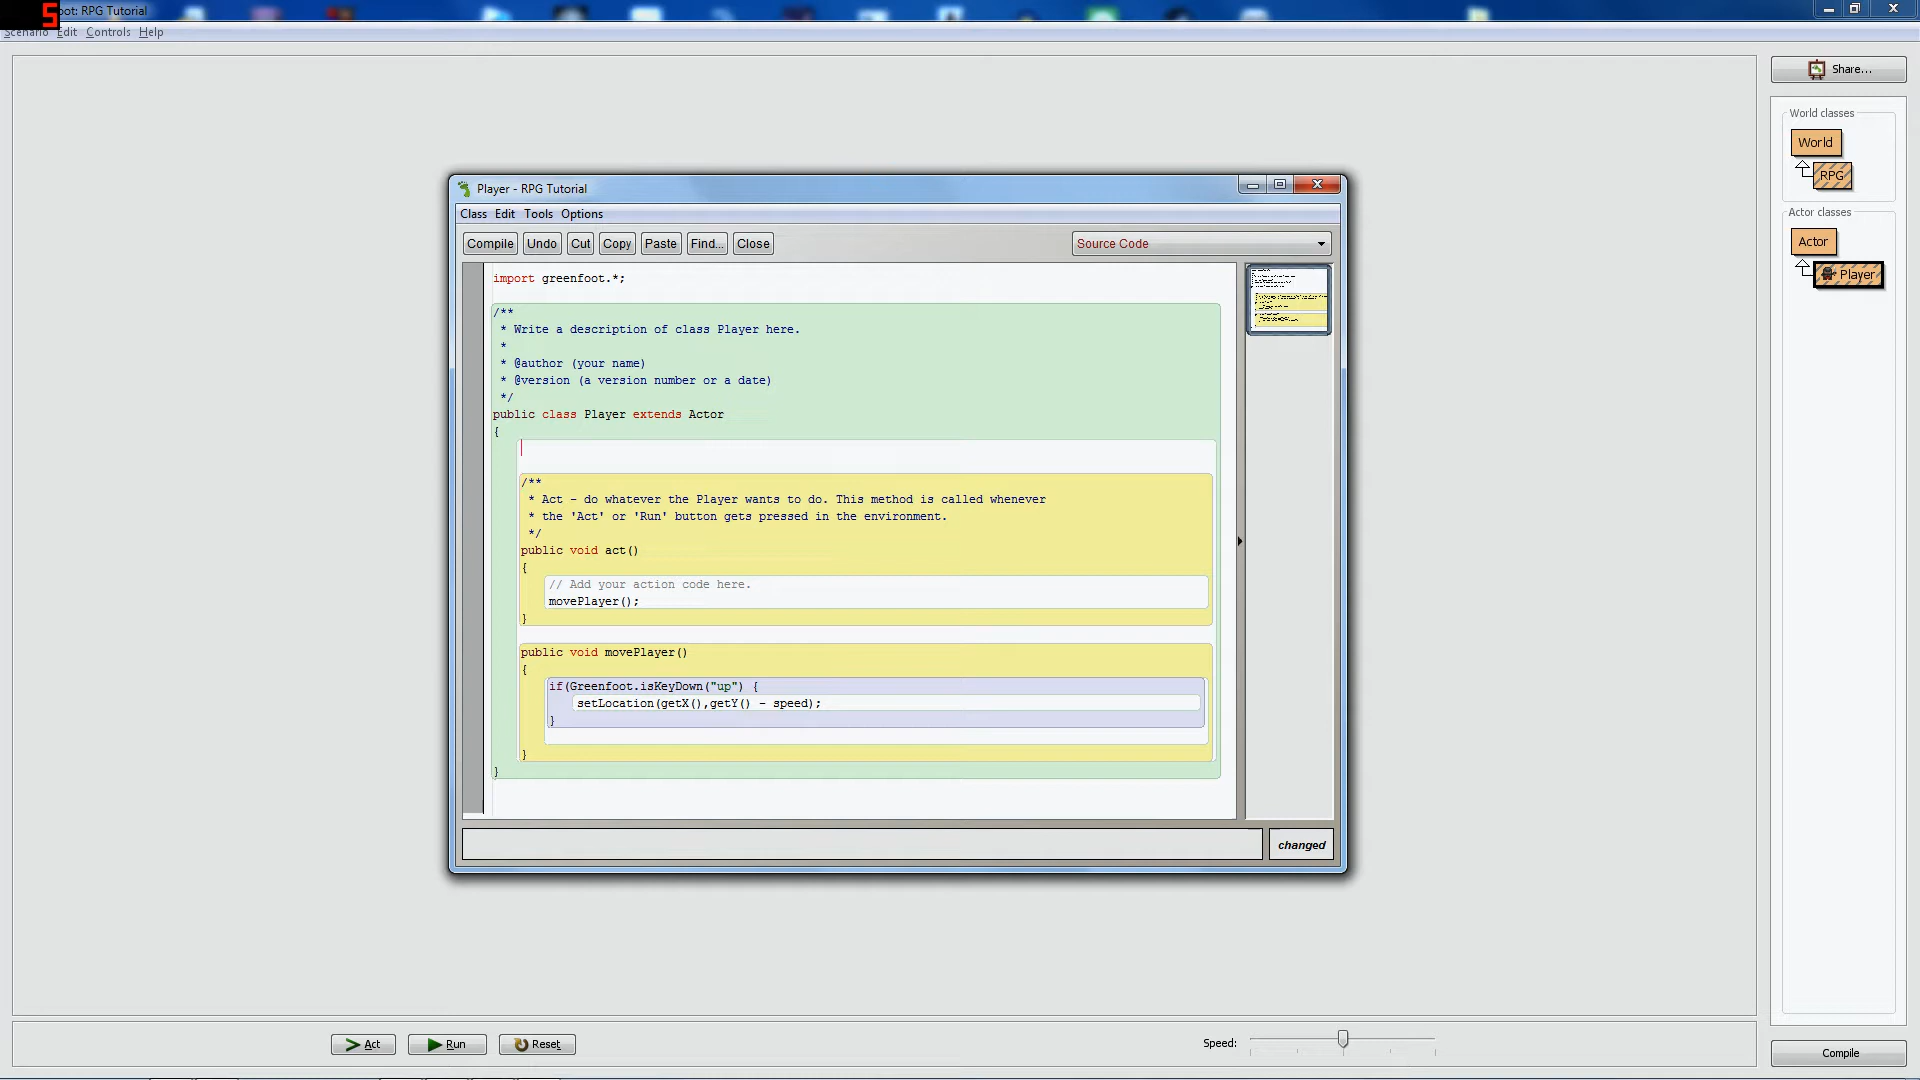 5
oot: RPG Tutorial
Scenario Edit Controls Help
Share...
World classes
World
RPG
Actor classes
Actor
Player
Player - RPG Tutorial
Class Edit Tools Options
Compile Undo Cut Copy Paste Find... Close
Source Code
import greenfoot.*;
/**
 * Write a description of class Player here.
 *
 * @author (your name)
 * @version (a version number or a date)
 */
public class Player extends Actor
{
/**
 * Act - do whatever the Player wants to do. This method is called whenever
 * the 'Act' or 'Run' button gets pressed in the environment.
 */
public void act()
{
// Add your action code here.
movePlayer();
}
public void movePlayer()
{
if(Greenfoot.isKeyDown("up") {
setLocation(getX(),getY() - speed);
}
}
}
changed
Act Run Reset
Speed:
Compile